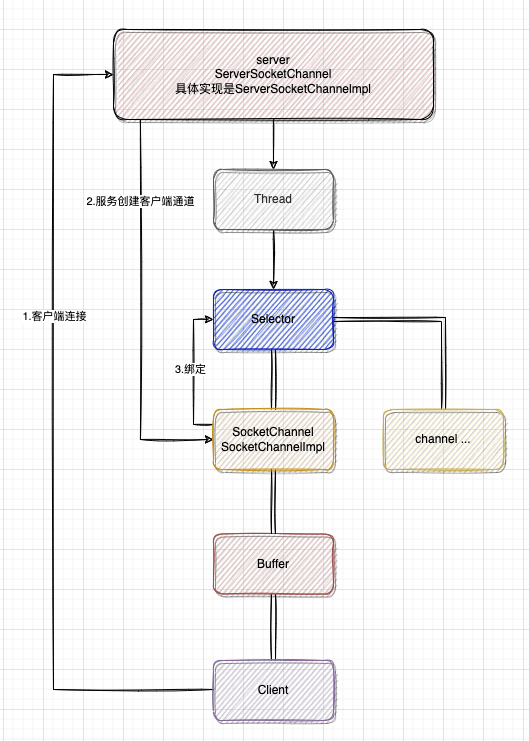 server
ServerSocketChannel
具体实现是ServerSocketChanneImpl
Thread
2.服务创建客户端通道
1.客户端连接
Selector
3.绑定
SocketChannel
SocketChannelImpl
channel ...
Buffer
Client